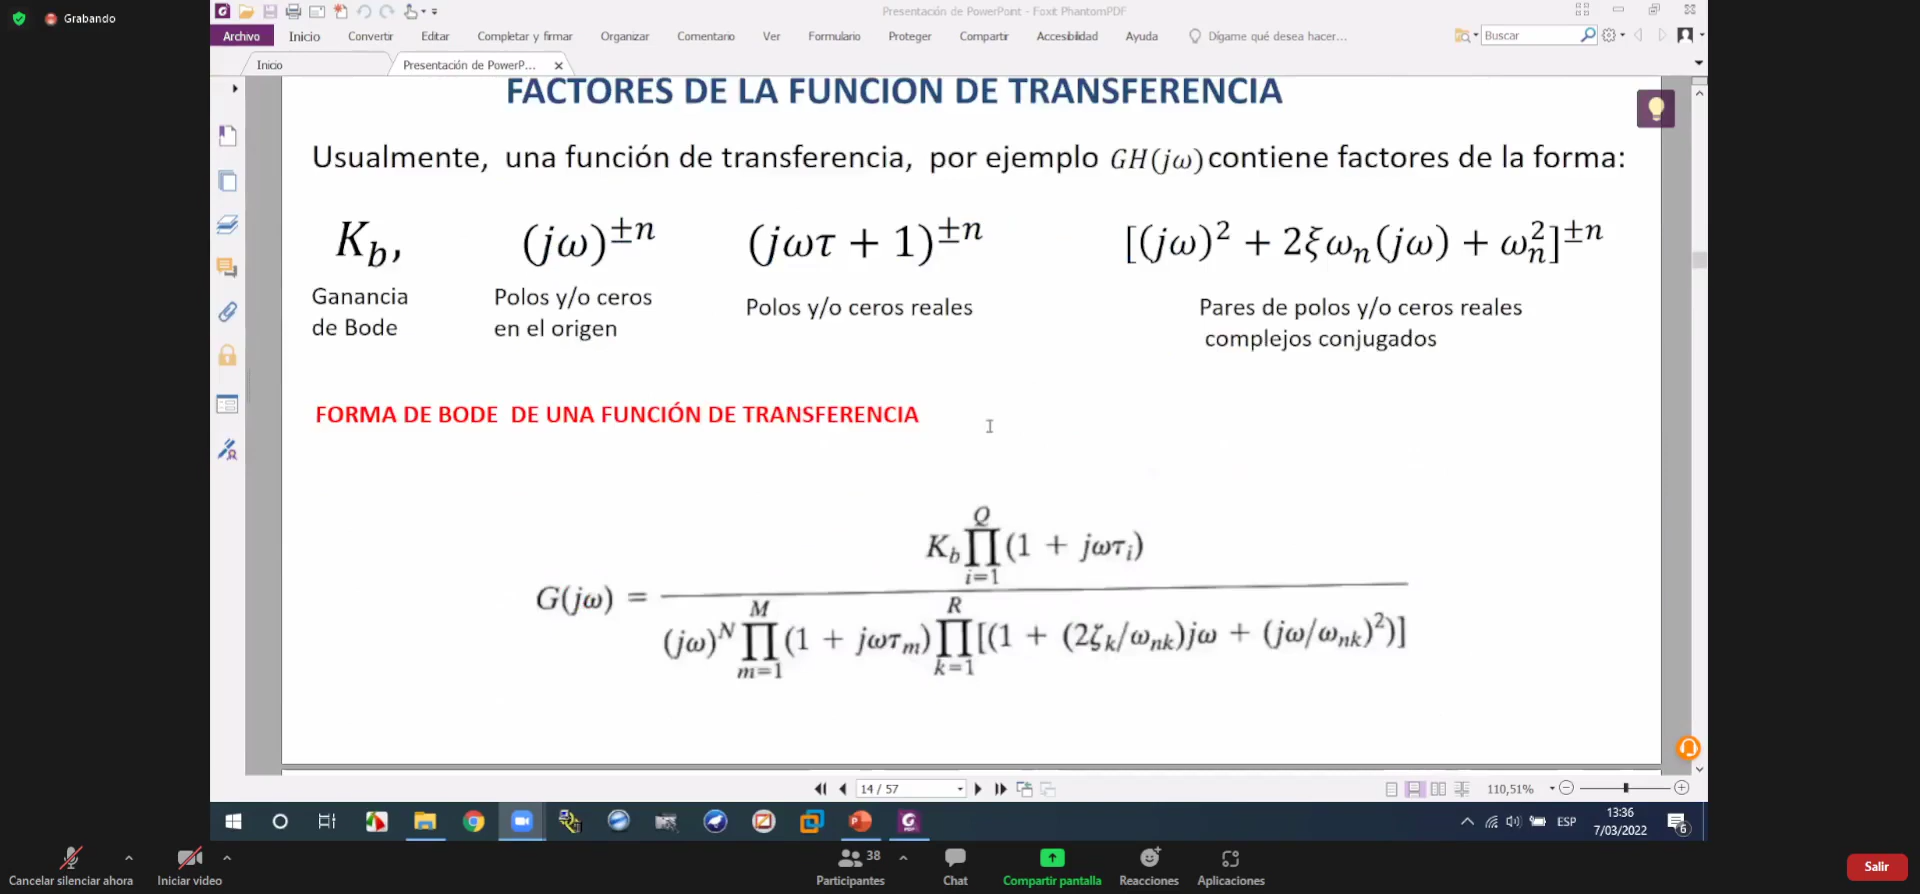 Grabando
Presentación de PowerPoint - Foxit PhantomPDF
Archivo Inicio Convertir Editar Completar y firmar Organizar Comentario Ver Formulario Proteger Compartir Accesibilidad Ayuda Dígame qué desea hacer... Buscar
Inicio Presentación de PowerP...
FACTORES DE LA FUNCION DE TRANSFERENCIA
Usualmente, una función de transferencia, por ejemplo GH(jω) contiene factores de la forma:
K_b, (jω)^{±n} (jωτ + 1)^{±n} [(jω)^2 + 2ξω_n(jω) + ω_n^2]^{±n}
Ganancia
de Bode
Polos y/o ceros
en el origen
Polos y/o ceros reales
Pares de polos y/o ceros reales
complejos conjugados
FORMA DE BODE DE UNA FUNCIÓN DE TRANSFERENCIA
G(jω) = \frac{K_b ∏_{i=1}^{Q} (1 + jωτ_i)}{(jω)^N ∏_{m=1}^{M} (1 + jωτ_m) ∏_{k=1}^{R} [(1 + (2ζ_k/ω_{nk})jω + (jω/ω_{nk})^2)]}
14 / 57
110,51%
ESP
13:36
7/03/2022
6
Cancelar silenciar ahora
Iniciar video
38
Participantes
Chat
Compartir pantalla
Reacciones
Aplicaciones
Salir